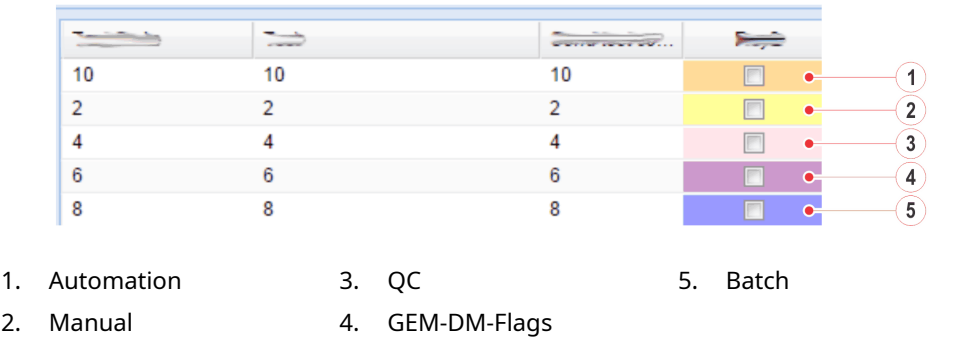 10 10 10 1
2 2 2 2
4 4 4 3
6 6 6 4
8 8 8 5
1. Automation 3. QC 5. Batch
2. Manual 4. GEM-DM-Flags